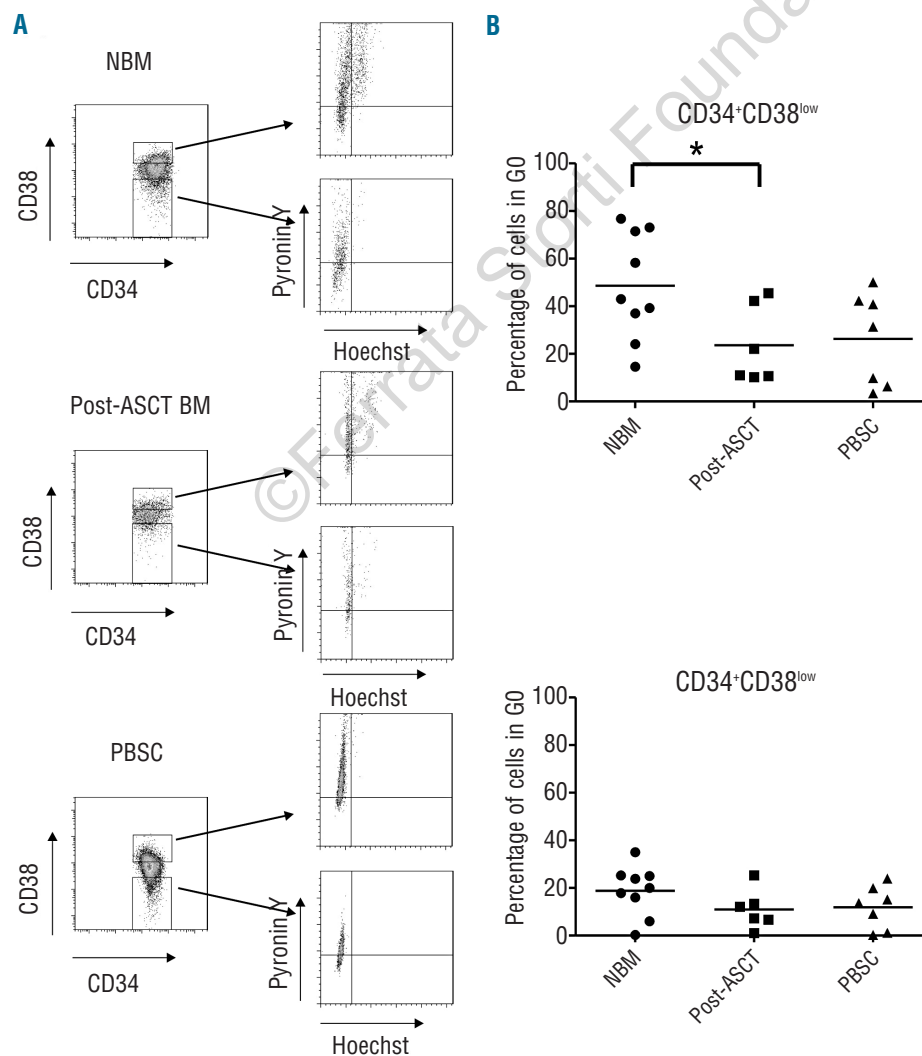 A
NBM
CD38
CD34
Pyronin Y
Hoechst
Post-ASCT BM
CD38
CD34
Pyronin Y
Hoechst
PBSC
CD38
CD34
Pyronin Y
Hoechst
B
CD34+CD38low
*
Percentage of cells in G0
100
80
60
40
20
0
NBM
Post-ASCT
PBSC
CD34+CD38low
Percentage of cells in G0
100
80
60
40
20
0
NBM
Post-ASCT
PBSC
©Ferrata Storti Founda